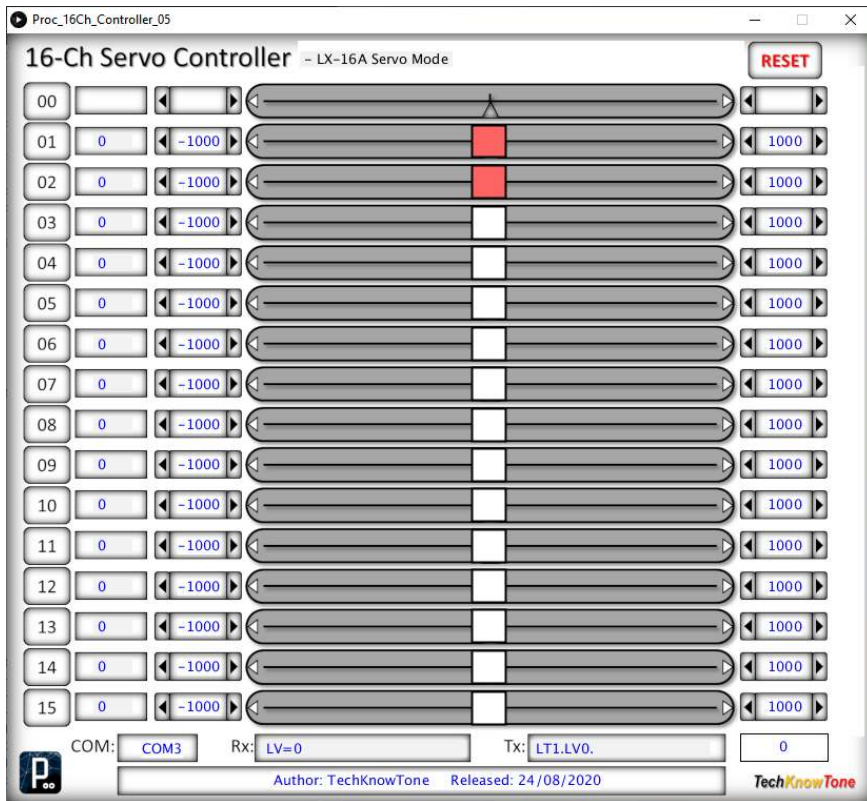 Proc_16Ch_Controller_05
16-Ch Servo Controller - LX-16A Servo Mode RESET
00
01 0 -1000 1000
02 0 -1000 1000
03 0 -1000 1000
04 0 -1000 1000
05 0 -1000 1000
06 0 -1000 1000
07 0 -1000 1000
08 0 -1000 1000
09 0 -1000 1000
10 0 -1000 1000
11 0 -1000 1000
12 0 -1000 1000
13 0 -1000 1000
14 0 -1000 1000
15 0 -1000 1000
COM: COM3 Rx: LV=0 Tx: LT1.LV0. 0
P Author: TechKnowTone Released: 24/08/2020 TechKnowTone